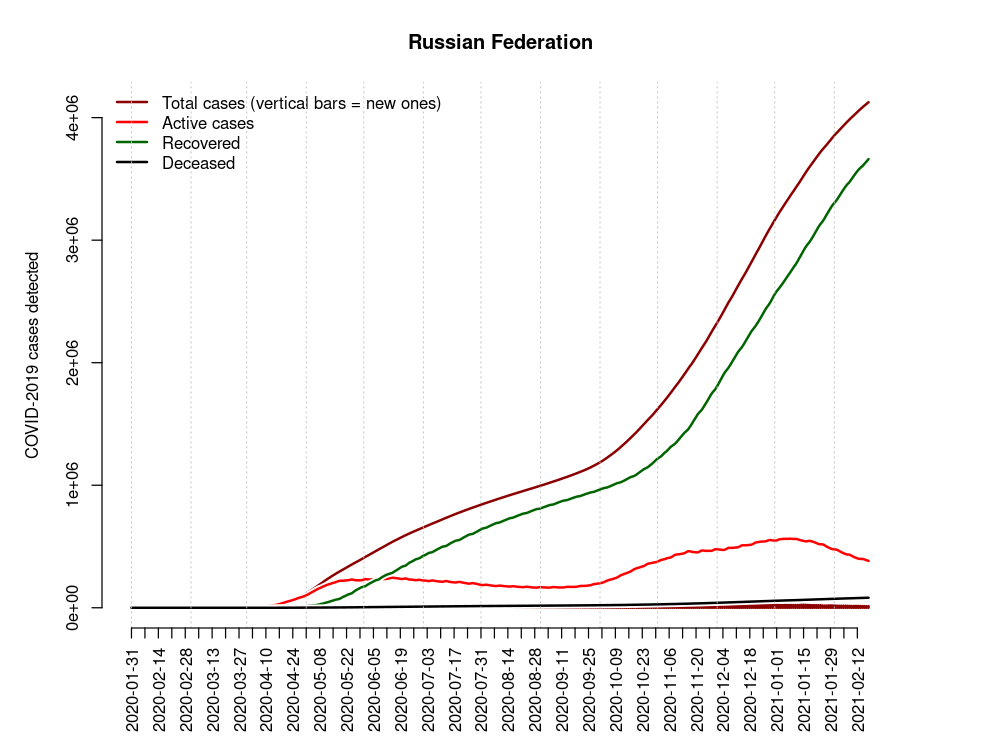 Russian Federation
Total cases (vertical bars = new ones)
Active cases
Recovered
Deceased
COVID-2019 cases detected
4e+06
3e+06
2e+06
1e+06
0e+00
2020-01-31
2020-02-14
2020-02-28
2020-03-13
2020-03-27
2020-04-10
2020-04-24
2020-05-08
2020-05-22
2020-06-05
2020-06-19
2020-07-03
2020-07-17
2020-07-31
2020-08-14
2020-08-28
2020-09-11
2020-09-25
2020-10-09
2020-10-23
2020-11-06
2020-11-20
2020-12-04
2020-12-18
2021-01-01
2021-01-15
2021-01-29
2021-02-12